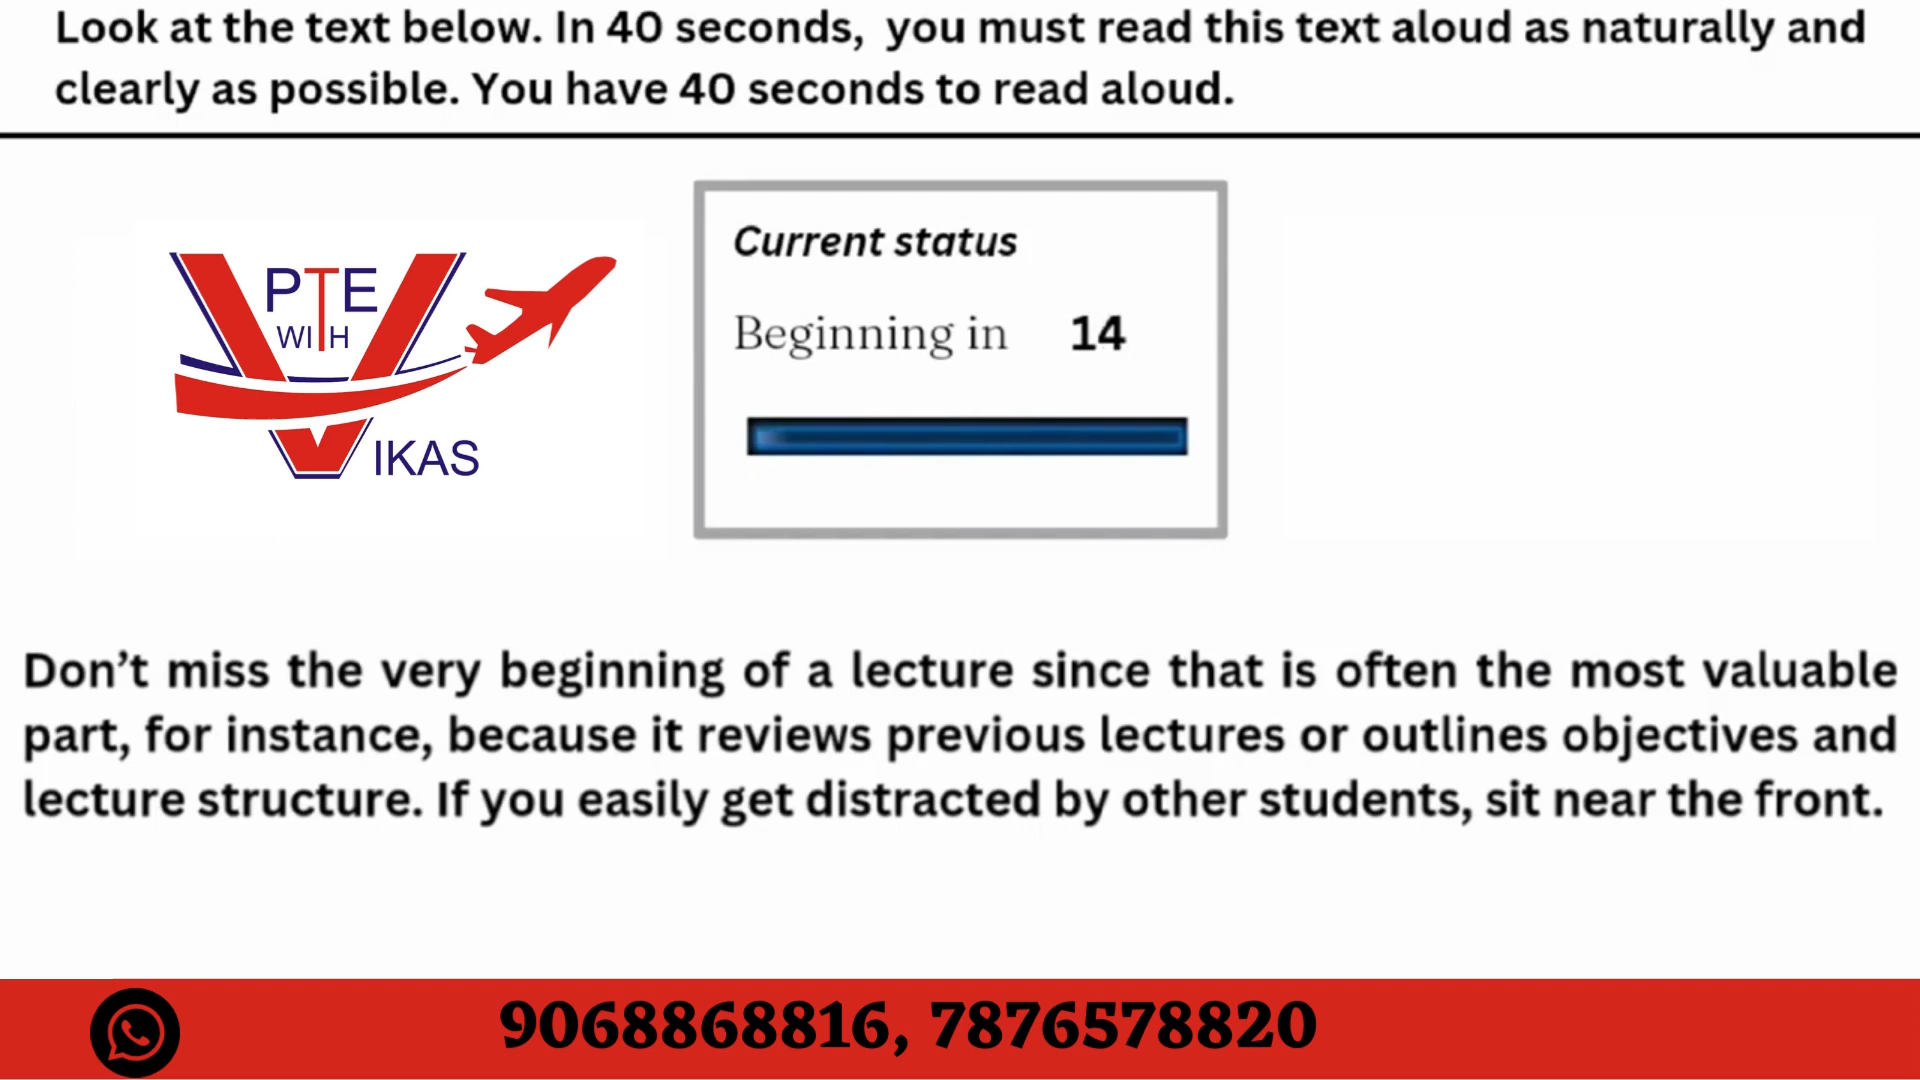 Look at the text below. In 40 seconds,  you must read this text aloud as naturally and
clearly as possible. You have 40 seconds to read aloud.
PTE
WITH
VIKAS
Current status
Beginning in 14
Don’t miss the very beginning of a lecture since that is often the most valuable
part, for instance, because it reviews previous lectures or outlines objectives and
lecture structure. If you easily get distracted by other students, sit near the front.
9068868816, 7876578820